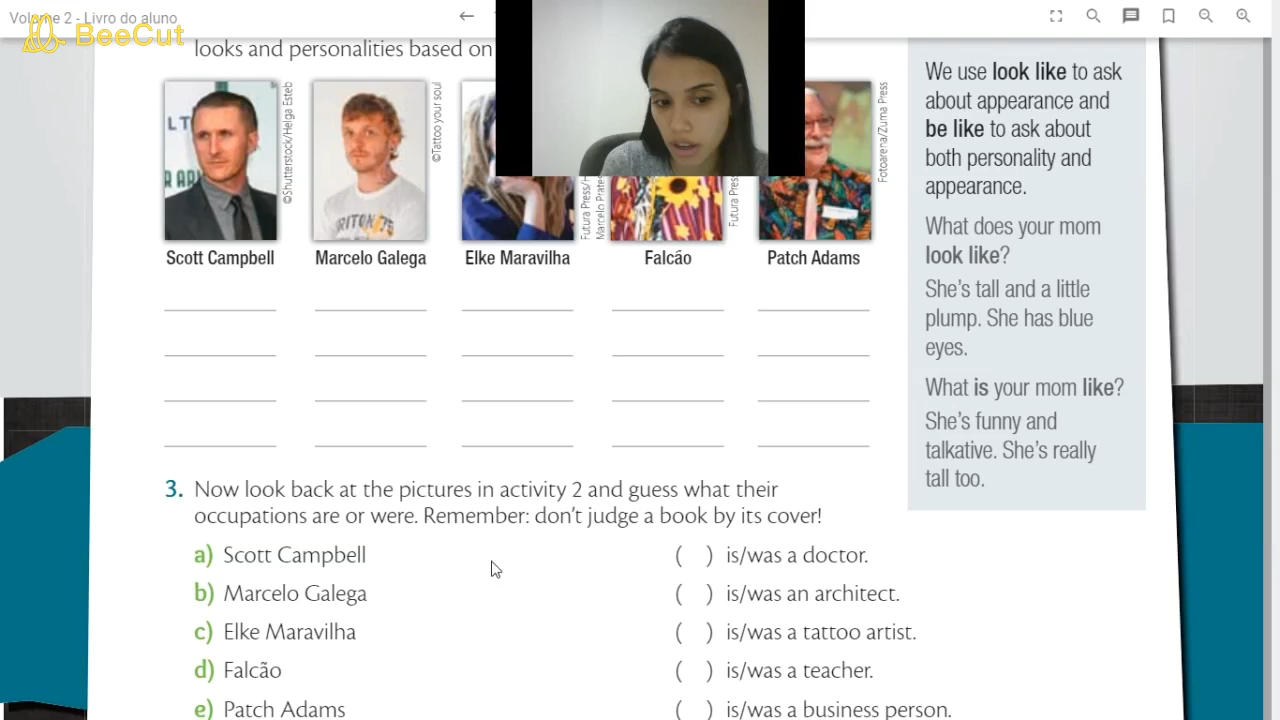 Volume 2 - Livro do aluno
BeeCut
looks and personalities based on
©Shutterstock/Helga Esteb
©Tattoo your soul
Futura Press/
Marcelo Prates
Futura Press
Fotoarena/Zuma Press
Scott Campbell
Marcelo Galega
Elke Maravilha
Falcão
Patch Adams
3. Now look back at the pictures in activity 2 and guess what their
occupations are or were. Remember: don't judge a book by its cover!
a) Scott Campbell ( ) is/was a doctor.
b) Marcelo Galega ( ) is/was an architect.
c) Elke Maravilha ( ) is/was a tattoo artist.
d) Falcão ( ) is/was a teacher.
e) Patch Adams ( ) is/was a business person.
We use look like to ask
about appearance and
be like to ask about
both personality and
appearance.
What does your mom
look like?
She's tall and a little
plump. She has blue
eyes.
What is your mom like?
She's funny and
talkative. She's really
tall too.